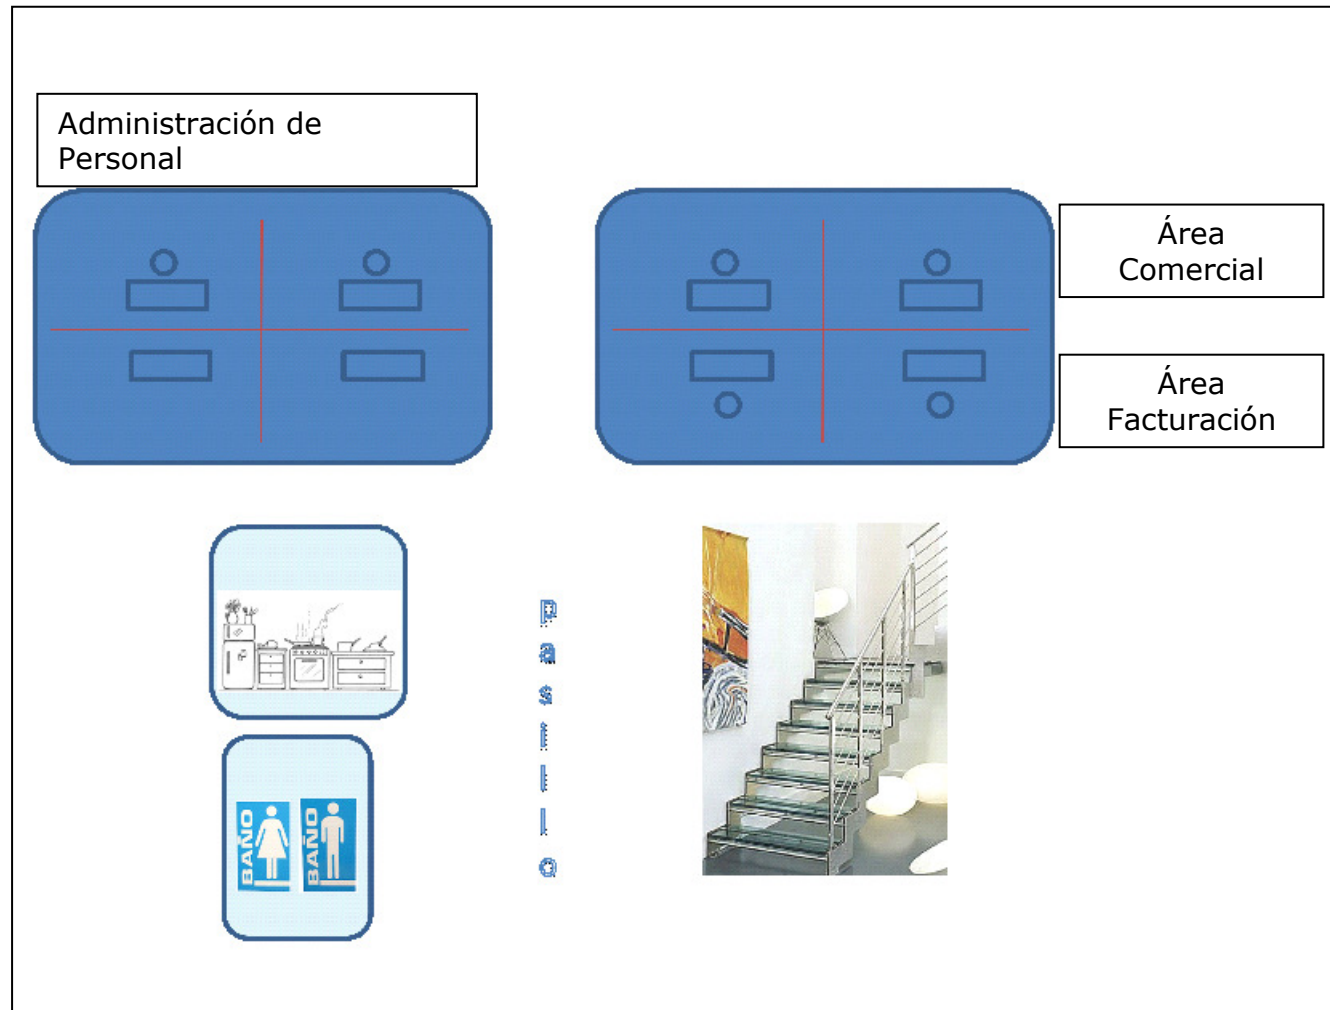 Administración de
Personal
Área
Comercial
Área
Facturación
P
a
s
i
l
l
o
BAÑO
BAÑO